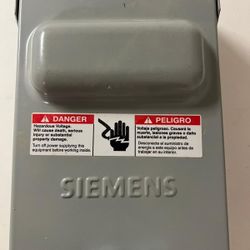 DANGER
Hazardous Voltage.
Will cause death, serious
injury or substantial
property damage.
Turn off power supplying this
equipment before working inside.
PELIGRO
Voltaje peligroso. Causará la
muerte, lesiones graves o daño
substancial a la propiedad.
Desconecte el suministro de
energía a este equipo antes de
trabajar en su interior.
SIEMENS